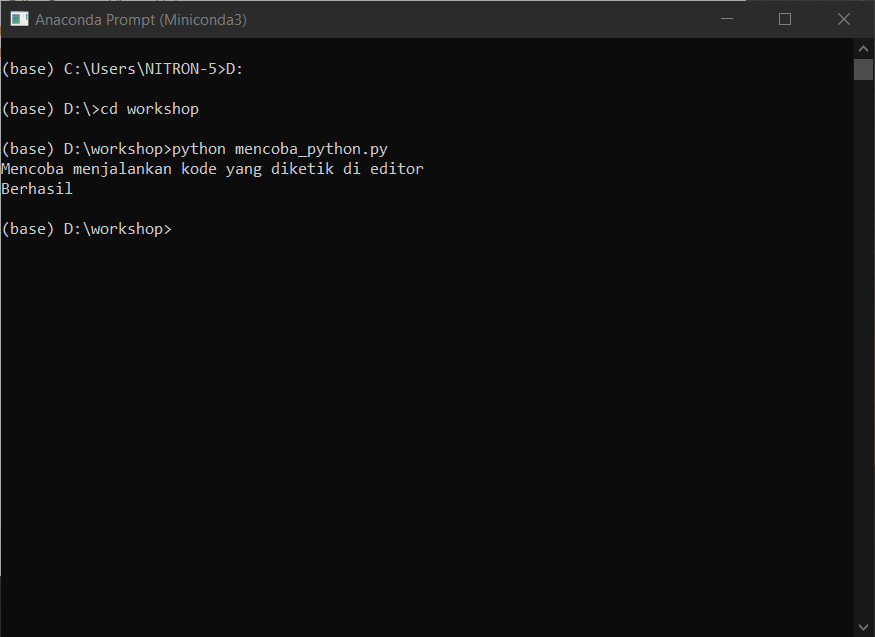 Anaconda Prompt (Miniconda3)
(base) C:\Users\NITRON-5>D:
(base) D:\>cd workshop
(base) D:\workshop>python mencoba_python.py
Mencoba menjalankan kode yang diketik di editor
Berhasil
(base) D:\workshop>